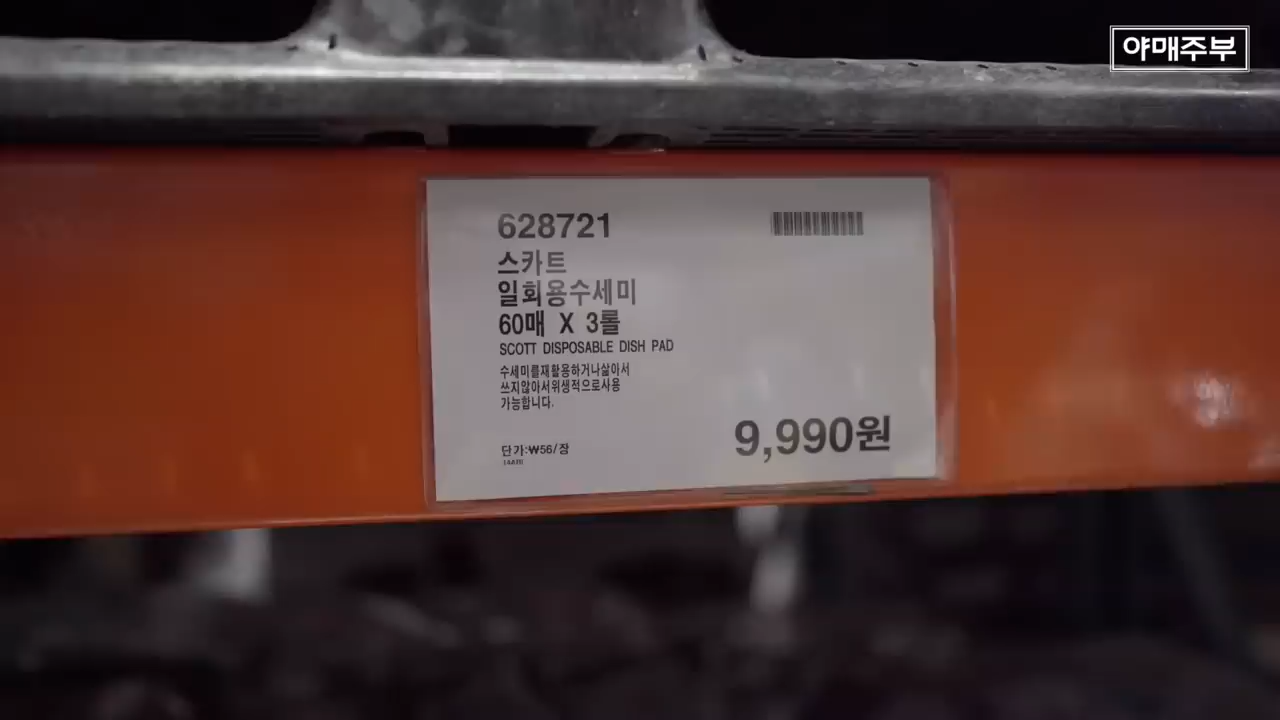 야매주부
628721
스카트
일회용수세미
60매 X 3롤
SCOTT DISPOSABLE DISH PAD
수세미를재활용하거나삶아서
쓰지않아서위생적으로사용
가능합니다.
9,990원
단가:₩56/장